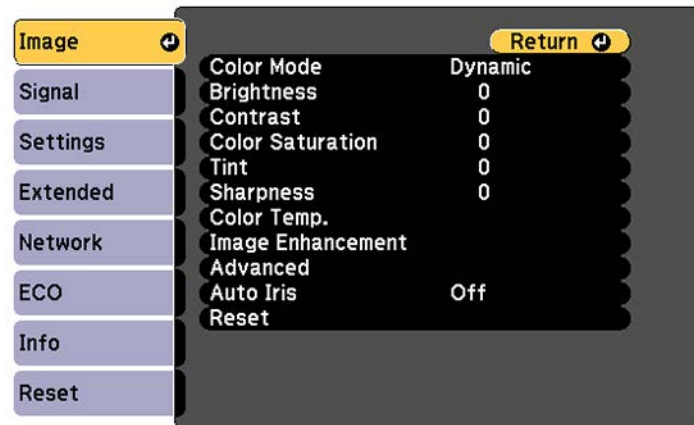 Image
Signal
Settings
Extended
Network
ECO
Info
Reset
Return
Color Mode Dynamic
Brightness 0
Contrast 0
Color Saturation 0
Tint 0
Sharpness 0
Color Temp.
Image Enhancement
Advanced
Auto Iris Off
Reset